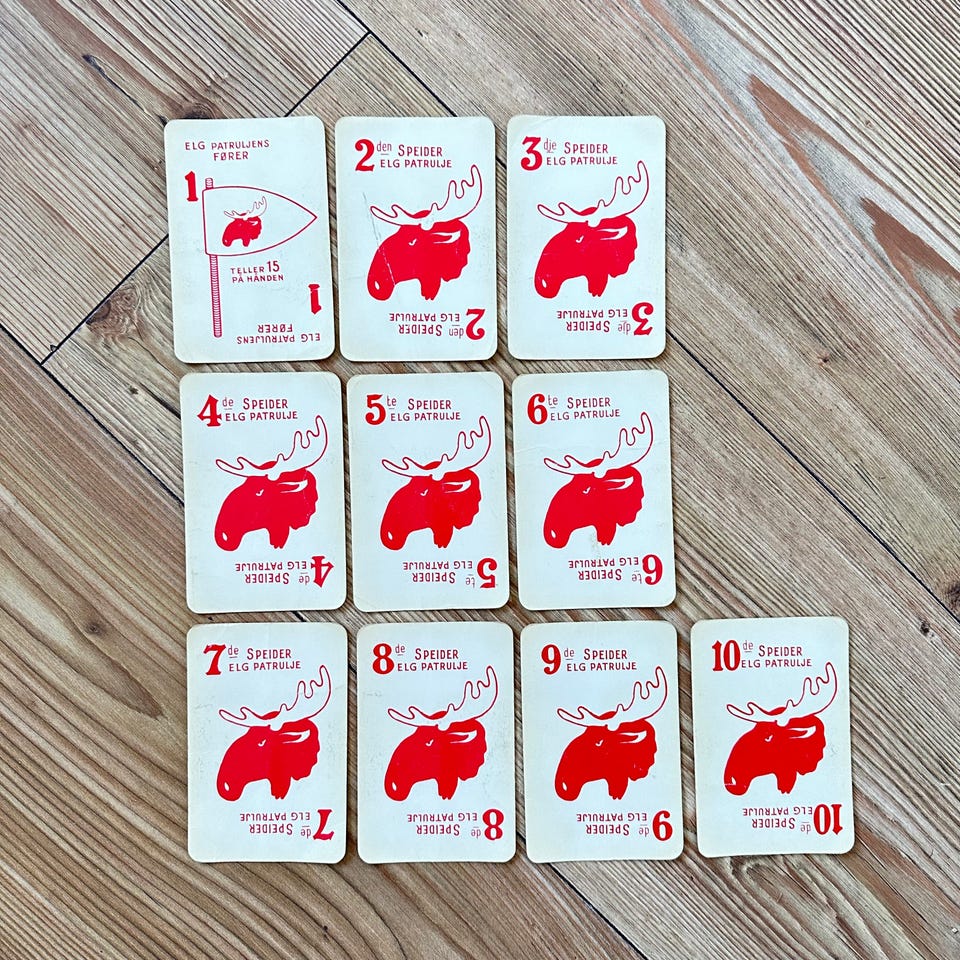 ELG PATRULJENS
FØRER
1
TELLER 15
PÅ HÅNDEN
1
ELG PATRULJENS
FØRER
2den SPEIDER
ELG PATRULJE
2den SPEIDER
ELG PATRULJE
3dje SPEIDER
ELG PATRULJE
3dje SPEIDER
ELG PATRULJE
4de SPEIDER
ELG PATRULJE
4de SPEIDER
ELG PATRULJE
5te SPEIDER
ELG PATRULJE
5te SPEIDER
ELG PATRULJE
6te SPEIDER
ELG PATRULJE
6te SPEIDER
ELG PATRULJE
7de SPEIDER
ELG PATRULJE
7de SPEIDER
ELG PATRULJE
8de SPEIDER
ELG PATRULJE
8de SPEIDER
ELG PATRULJE
9de SPEIDER
ELG PATRULJE
9de SPEIDER
ELG PATRULJE
10de SPEIDER
ELG PATRULJE
10de SPEIDER
ELG PATRULJE